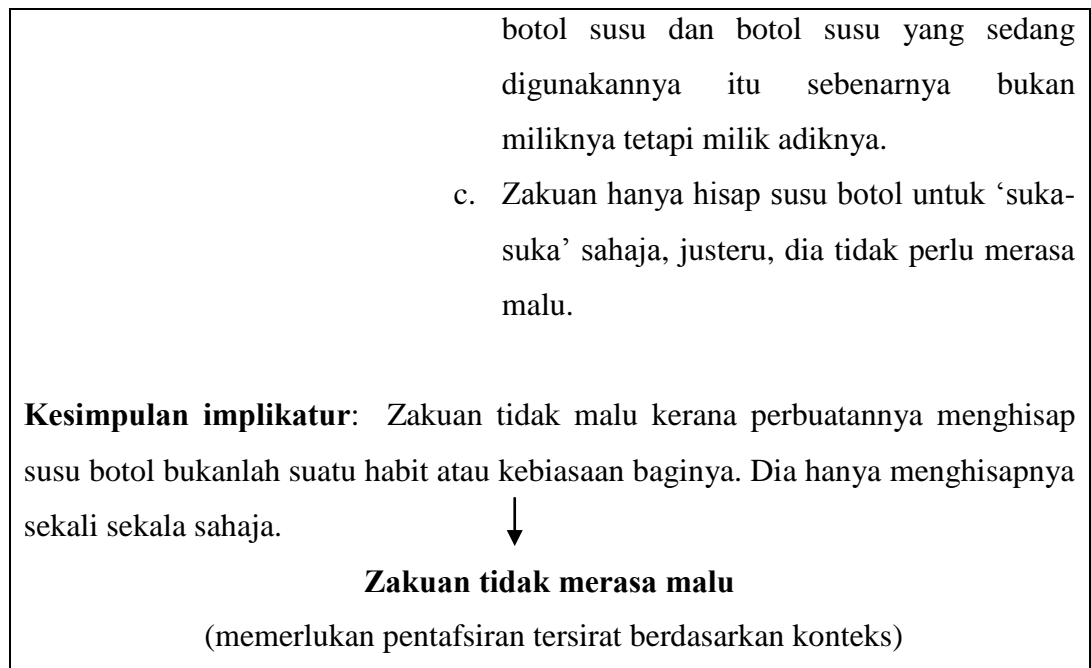 botol susu dan botol susu yang sedang
digunakannya itu sebenarnya bukan
miliknya tetapi milik adiknya.
c. Zakuan hanya hisap susu botol untuk ‘suka-
suka’ sahaja, justeru, dia tidak perlu merasa
malu.
Kesimpulan implikatur: Zakuan tidak malu kerana perbuatannya menghisap
susu botol bukanlah suatu habit atau kebiasaan baginya. Dia hanya menghisapnya
sekali sekala sahaja.
Zakuan tidak merasa malu
(memerlukan pentafsiran tersirat berdasarkan konteks)